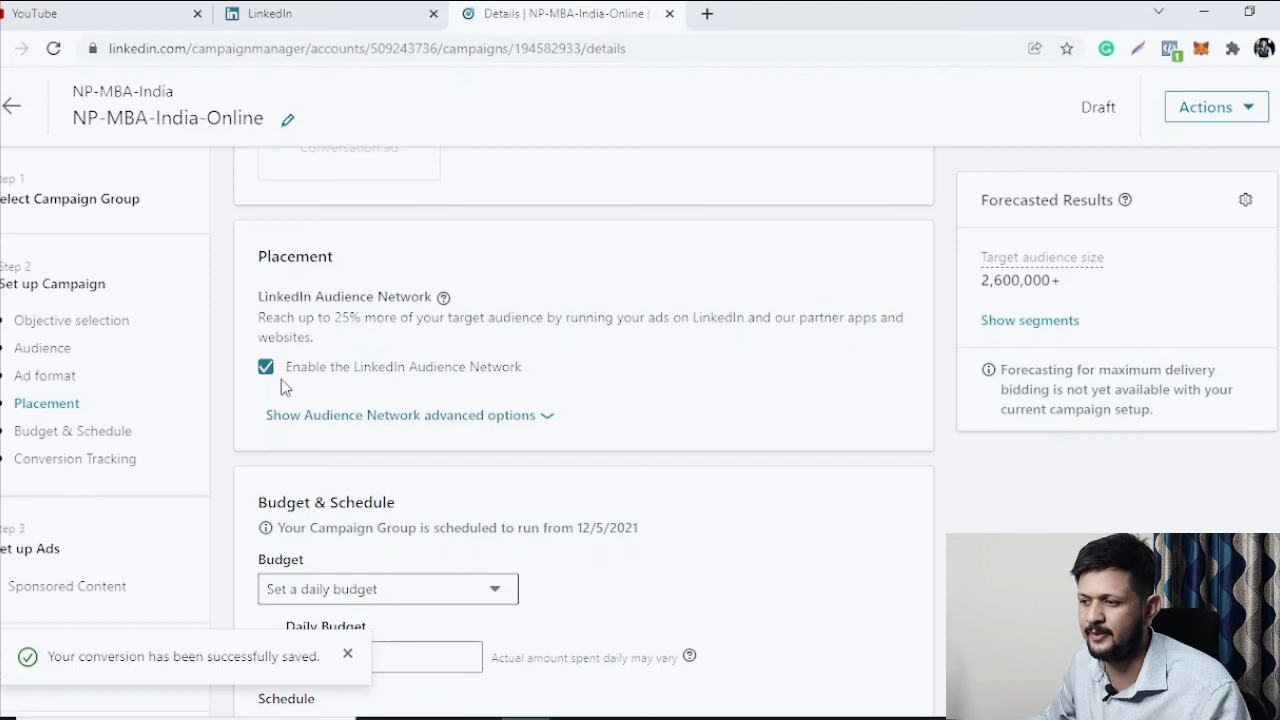 YouTube
LinkedIn
Details | NP-MBA-India-Online |
linkedin.com/campaignmanager/accounts/509243736/campaigns/194582933/details
1
NP-MBA-India
NP-MBA-India-Online
Draft
Actions
tep 1
elect Campaign Group
Step 2
Set up Campaign
Objective selection
Audience
Ad format
Placement
Budget & Schedule
Conversion Tracking
tep 3
et up Ads
Sponsored Content
Conversation ad
Placement
LinkedIn Audience Network
Reach up to 25% more of your target audience by running your ads on LinkedIn and our partner apps and
websites.
Enable the LinkedIn Audience Network
Show Audience Network advanced options
Budget & Schedule
Your Campaign Group is scheduled to run from 12/5/2021
Budget
Set a daily budget
Daily Budget
Actual amount spent daily may vary
Schedule
Your conversion has been successfully saved.
Forecasted Results
Target audience size
2,600,000+
Show segments
Forecasting for maximum delivery
bidding is not yet available with your
current campaign setup.